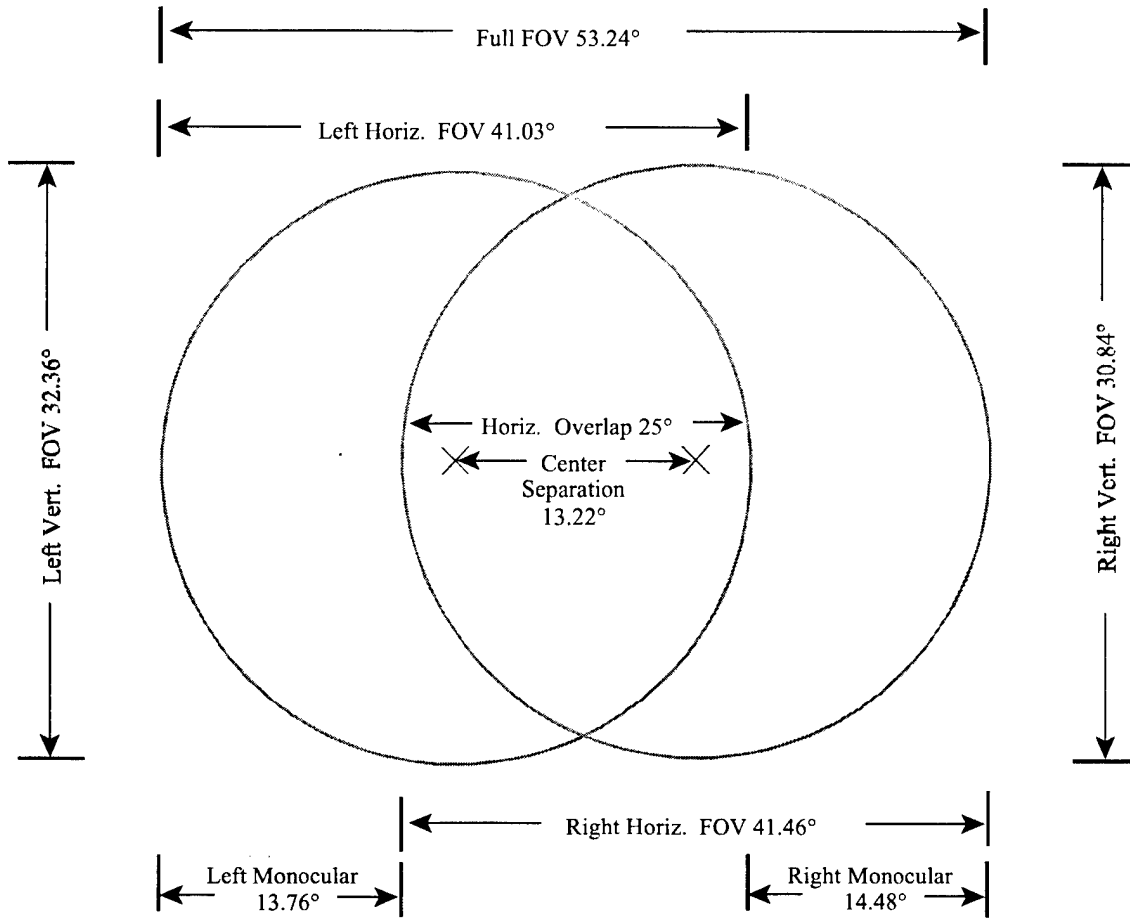 Full FOV 53.24°
Left Horiz. FOV 41.03°
Left Vert. FOV 32.36°
Right Vert. FOV 30.84°
Horiz. Overlap 25°
Center
Separation
13.22°
Right Horiz. FOV 41.46°
Left Monocular
13.76°
Right Monocular
14.48°